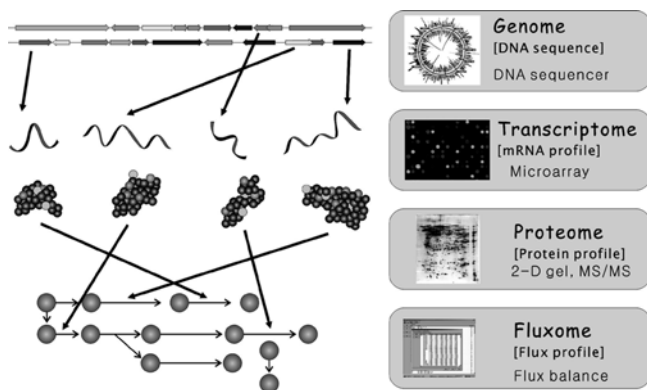 Genome
[DNA sequence]
DNA sequencer
Transcriptome
[mRNA profile]
Microarray
Proteome
[Protein profile]
2-D gel, MS/MS
Fluxome
[Flux profile]
Flux balance